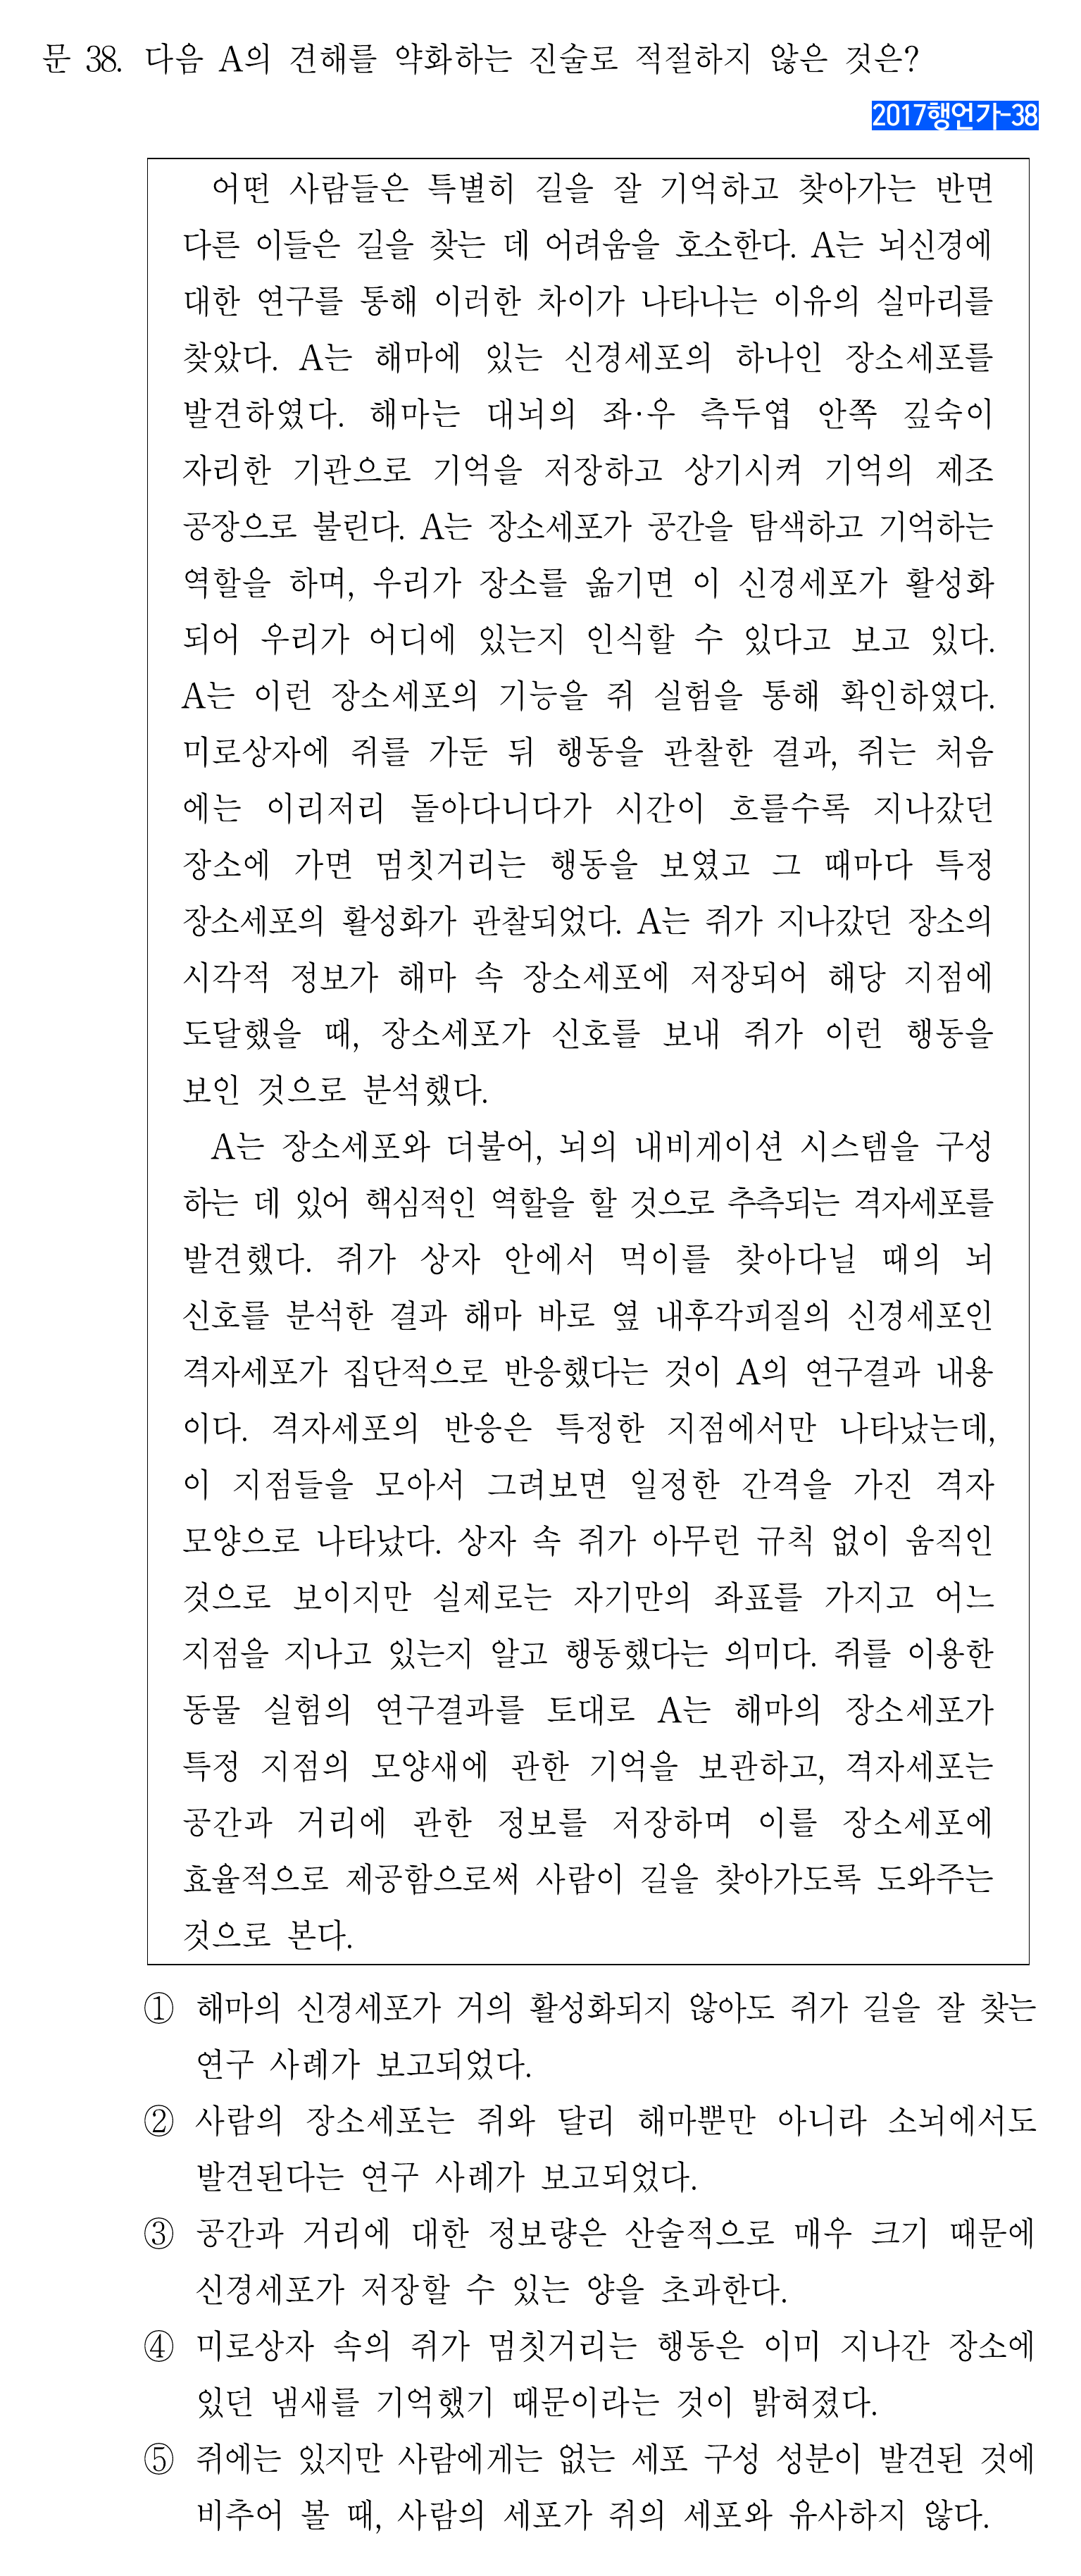 문 38. 다음 A의 견해를 약화하는 진술로 적절하지 않은 것은?
2017행언가-38
어떤 사람들은 특별히 길을 잘 기억하고 찾아가는 반면
다른 이들은 길을 찾는 데 어려움을 호소한다. A는 뇌신경에
대한 연구를 통해 이러한 차이가 나타나는 이유의 실마리를
찾았다. A는 해마에 있는 신경세포의 하나인 장소세포를
발견하였다. 해마는 대뇌의 좌·우 측두엽 안쪽 깊숙이
자리한 기관으로 기억을 저장하고 상기시켜 기억의 제조
공장으로 불린다. A는 장소세포가 공간을 탐색하고 기억하는
역할을 하며, 우리가 장소를 옮기면 이 신경세포가 활성화
되어 우리가 어디에 있는지 인식할 수 있다고 보고 있다.
A는 이런 장소세포의 기능을 쥐 실험을 통해 확인하였다.
미로상자에 쥐를 가둔 뒤 행동을 관찰한 결과, 쥐는 처음
에는 이리저리 돌아다니다가 시간이 흐를수록 지나갔던
장소에 가면 멈칫거리는 행동을 보였고 그 때마다 특정
장소세포의 활성화가 관찰되었다. A는 쥐가 지나갔던 장소의
시각적 정보가 해마 속 장소세포에 저장되어 해당 지점에
도달했을 때, 장소세포가 신호를 보내 쥐가 이런 행동을
보인 것으로 분석했다.
A는 장소세포와 더불어, 뇌의 내비게이션 시스템을 구성
하는 데 있어 핵심적인 역할을 할 것으로 추측되는 격자세포를
발견했다. 쥐가 상자 안에서 먹이를 찾아다닐 때의 뇌
신호를 분석한 결과 해마 바로 옆 내후각피질의 신경세포인
격자세포가 집단적으로 반응했다는 것이 A의 연구결과 내용
이다. 격자세포의 반응은 특정한 지점에서만 나타났는데,
이 지점들을 모아서 그려보면 일정한 간격을 가진 격자
모양으로 나타났다. 상자 속 쥐가 아무런 규칙 없이 움직인
것으로 보이지만 실제로는 자기만의 좌표를 가지고 어느
지점을 지나고 있는지 알고 행동했다는 의미다. 쥐를 이용한
동물 실험의 연구결과를 토대로 A는 해마의 장소세포가
특정 지점의 모양새에 관한 기억을 보관하고, 격자세포는
공간과 거리에 관한 정보를 저장하며 이를 장소세포에
효율적으로 제공함으로써 사람이 길을 찾아가도록 도와주는
것으로 본다.
① 해마의 신경세포가 거의 활성화되지 않아도 쥐가 길을 잘 찾는
연구 사례가 보고되었다.
② 사람의 장소세포는 쥐와 달리 해마뿐만 아니라 소뇌에서도
발견된다는 연구 사례가 보고되었다.
③ 공간과 거리에 대한 정보량은 산술적으로 매우 크기 때문에
신경세포가 저장할 수 있는 양을 초과한다.
④ 미로상자 속의 쥐가 멈칫거리는 행동은 이미 지나간 장소에
있던 냄새를 기억했기 때문이라는 것이 밝혀졌다.
⑤ 쥐에는 있지만 사람에게는 없는 세포 구성 성분이 발견된 것에
비추어 볼 때, 사람의 세포가 쥐의 세포와 유사하지 않다.